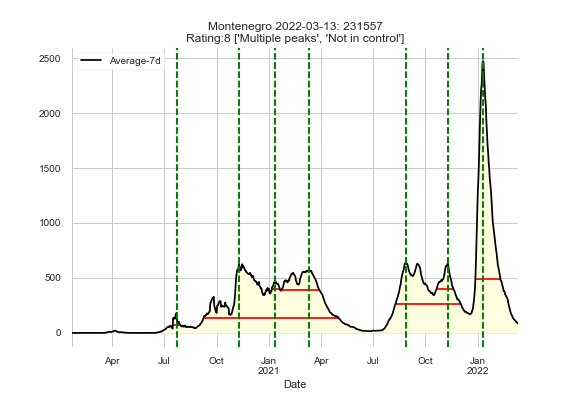 Montenegro 2022-03-13: 231557
Rating:8 ['Multiple peaks', 'Not in control']
Average-7d
2500
2000
1500
1000
500
0
Apr Jul Oct Jan Apr Jul Oct Jan
2021 2022
Date